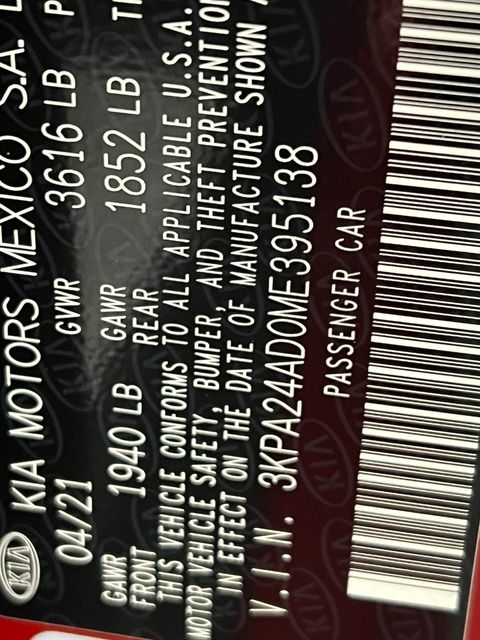 KIA KIA MOTORS MEXICO S.A.
04/21 GVWR 3616 LB
GAWR FRONT 1940 LB GAWR REAR 1852 LB
THIS VEHICLE CONFORMS TO ALL APPLICABLE U.S.A.
MOTOR VEHICLE SAFETY, BUMPER, AND THEFT PREVENTION
IN EFFECT ON THE DATE OF MANUFACTURE SHOWN
V.I.N. 3KPA24AD0ME395138
PASSENGER CAR